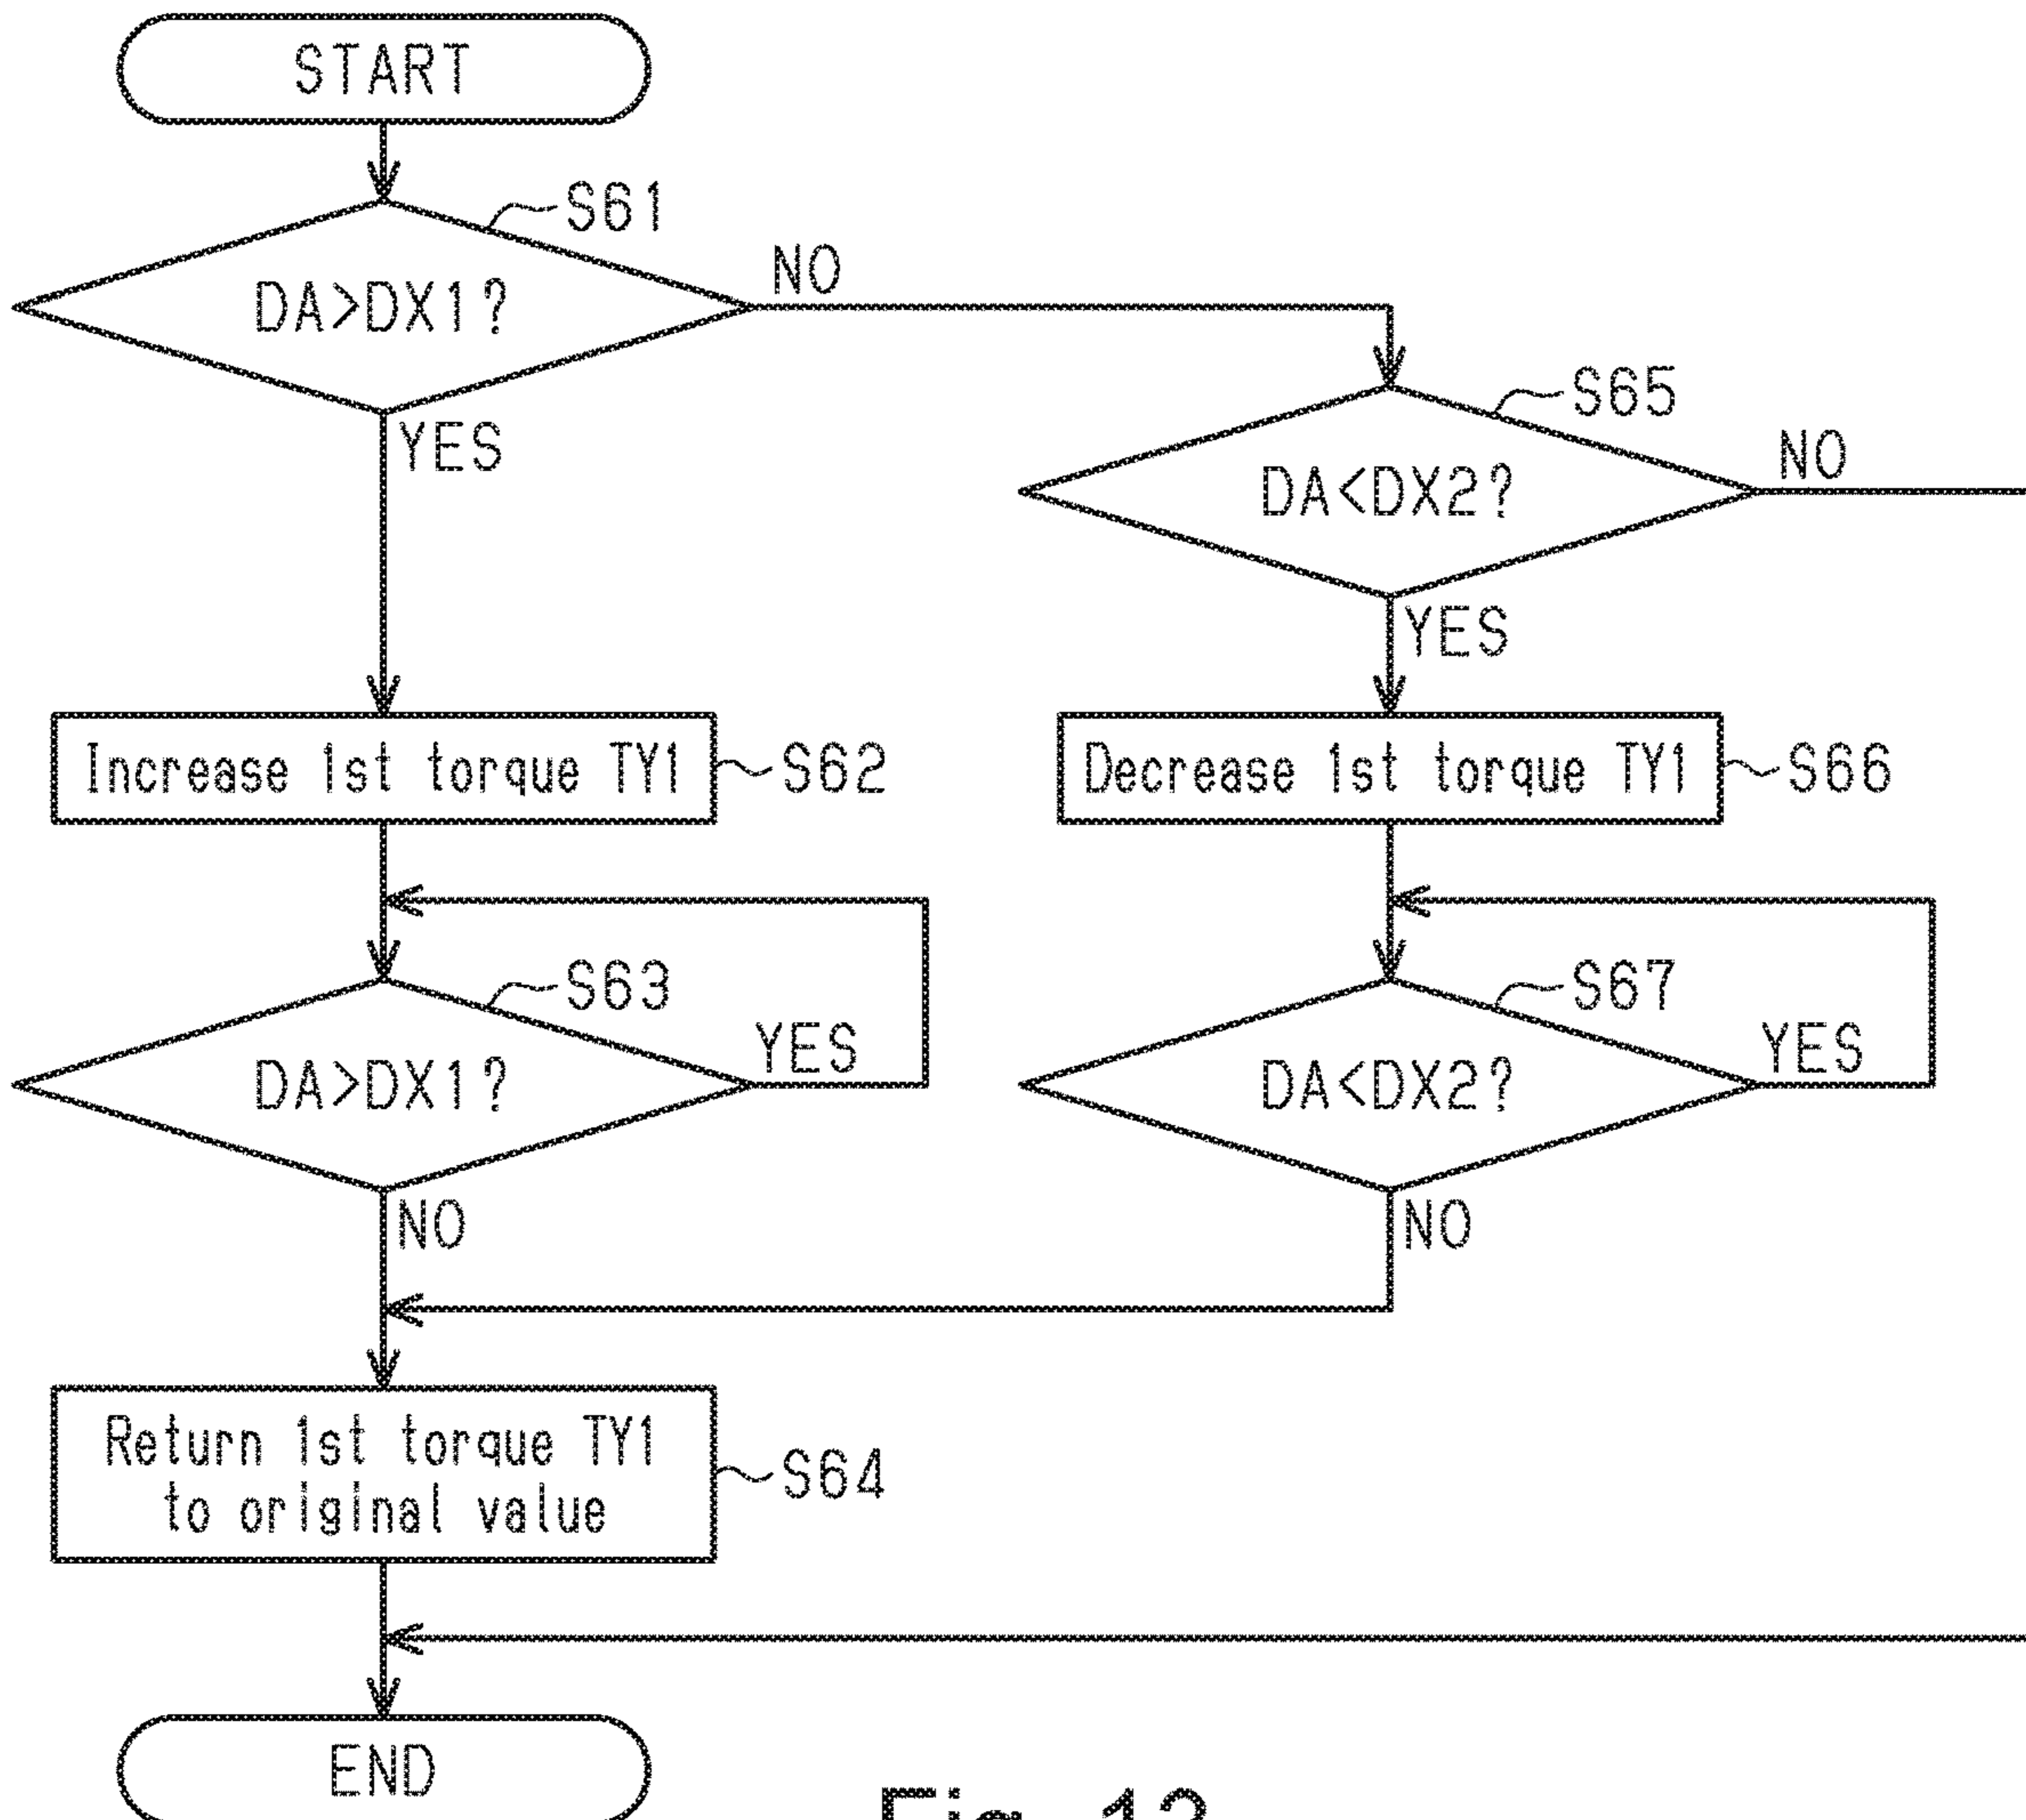 START
S61
DA>DX1?
NO
YES
S65
DA<DX2?
NO
YES
Increase 1st torque TY1
S62
Decrease 1st torque TY1
S66
S63
DA>DX1?
YES
NO
S67
DA<DX2?
YES
NO
Return 1st torque TY1
to original value
S64
END
Fig.